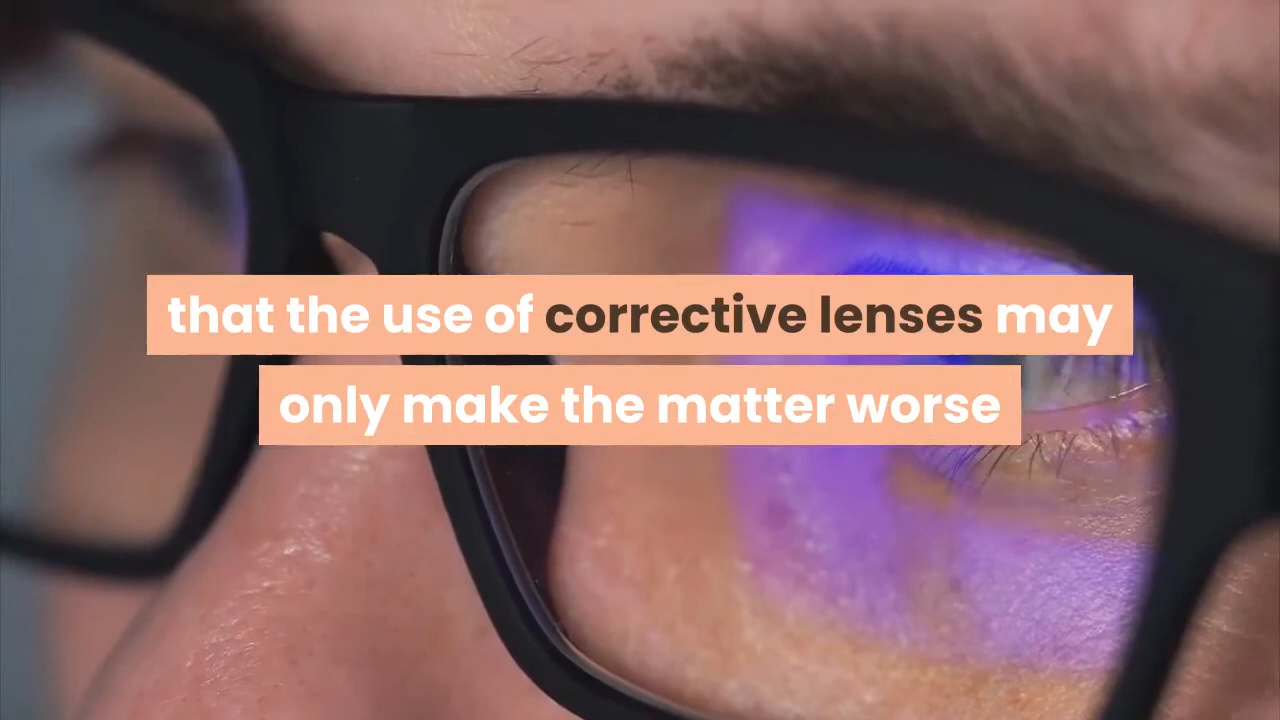 that the use of corrective lenses may
only make the matter worse